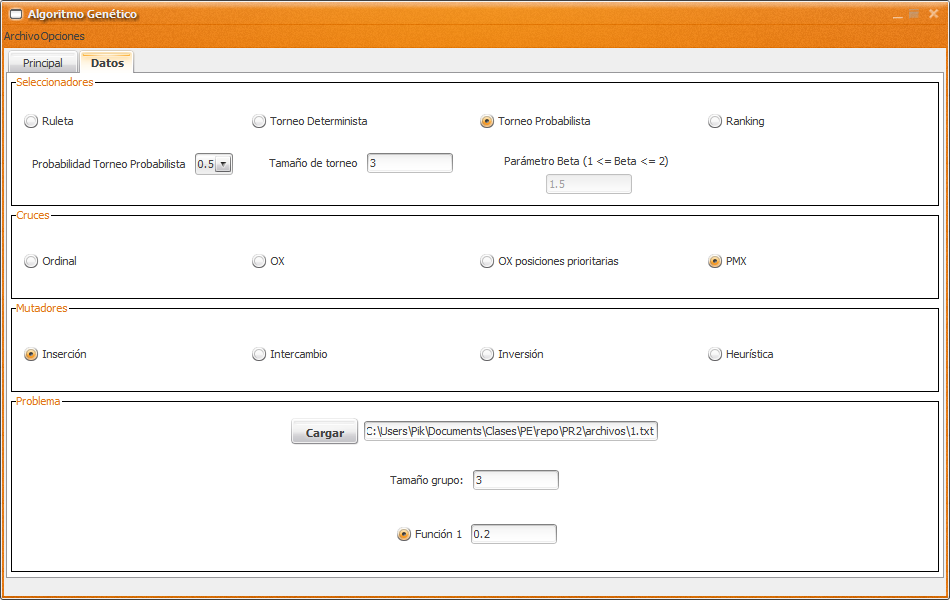 Algoritmo Genético
Archivo Opciones
Principal Datos
Seleccionadores
Ruleta Torneo Determinista Torneo Probabilista Ranking
Probabilidad Torneo Probabilista 0.5 Tamaño de torneo 3 Parámetro Beta (1 <= Beta <= 2)
1.5
Cruces
Ordinal OX OX posiciones prioritarias PMX
Mutadores
Inserción Intercambio Inversión Heurística
Problema
Cargar C:\Users\Pik\Documents\Clases\PE\repo\PR2\archivos\1.txt
Tamaño grupo: 3
Función 1 0.2